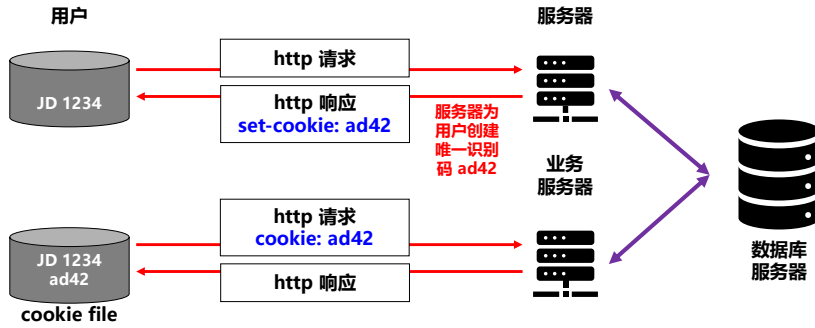 用户
服务器
http 请求
JD 1234
http 响应
set-cookie: ad42
服务器为
用户创建
唯一识别
码 ad42
业务
服务器
http 请求
cookie: ad42
JD 1234
ad42
http 响应
cookie file
数据库
服务器